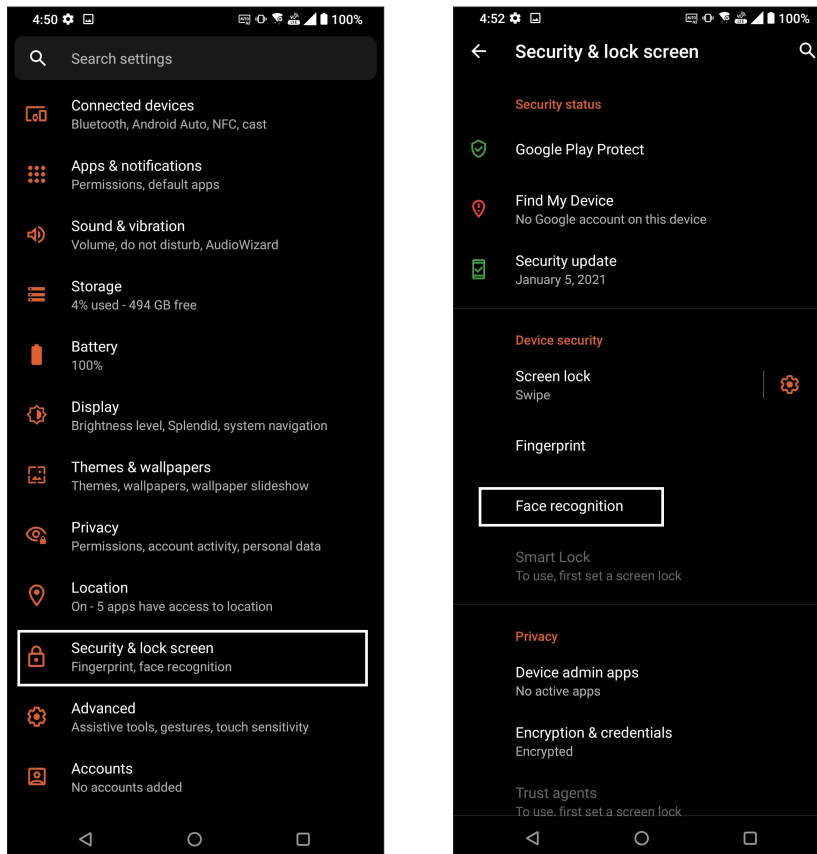 4:50
100%
Search settings
Connected devices
Bluetooth, Android Auto, NFC, cast
Apps & notifications
Permissions, default apps
Sound & vibration
Volume, do not disturb, AudioWizard
Storage
4% used - 494 GB free
Battery
100%
Display
Brightness level, Splendid, system navigation
Themes & wallpapers
Themes, wallpapers, wallpaper slideshow
Privacy
Permissions, account activity, personal data
Location
On - 5 apps have access to location
Security & lock screen
Fingerprint, face recognition
Advanced
Assistive tools, gestures, touch sensitivity
Accounts
No accounts added
4:52
100%
Security & lock screen
Security status
Google Play Protect
Find My Device
No Google account on this device
Security update
January 5, 2021
Device security
Screen lock
Swipe
Fingerprint
Face recognition
Smart Lock
To use, first set a screen lock
Privacy
Device admin apps
No active apps
Encryption & credentials
Encrypted
Trust agents
To use, first set a screen lock